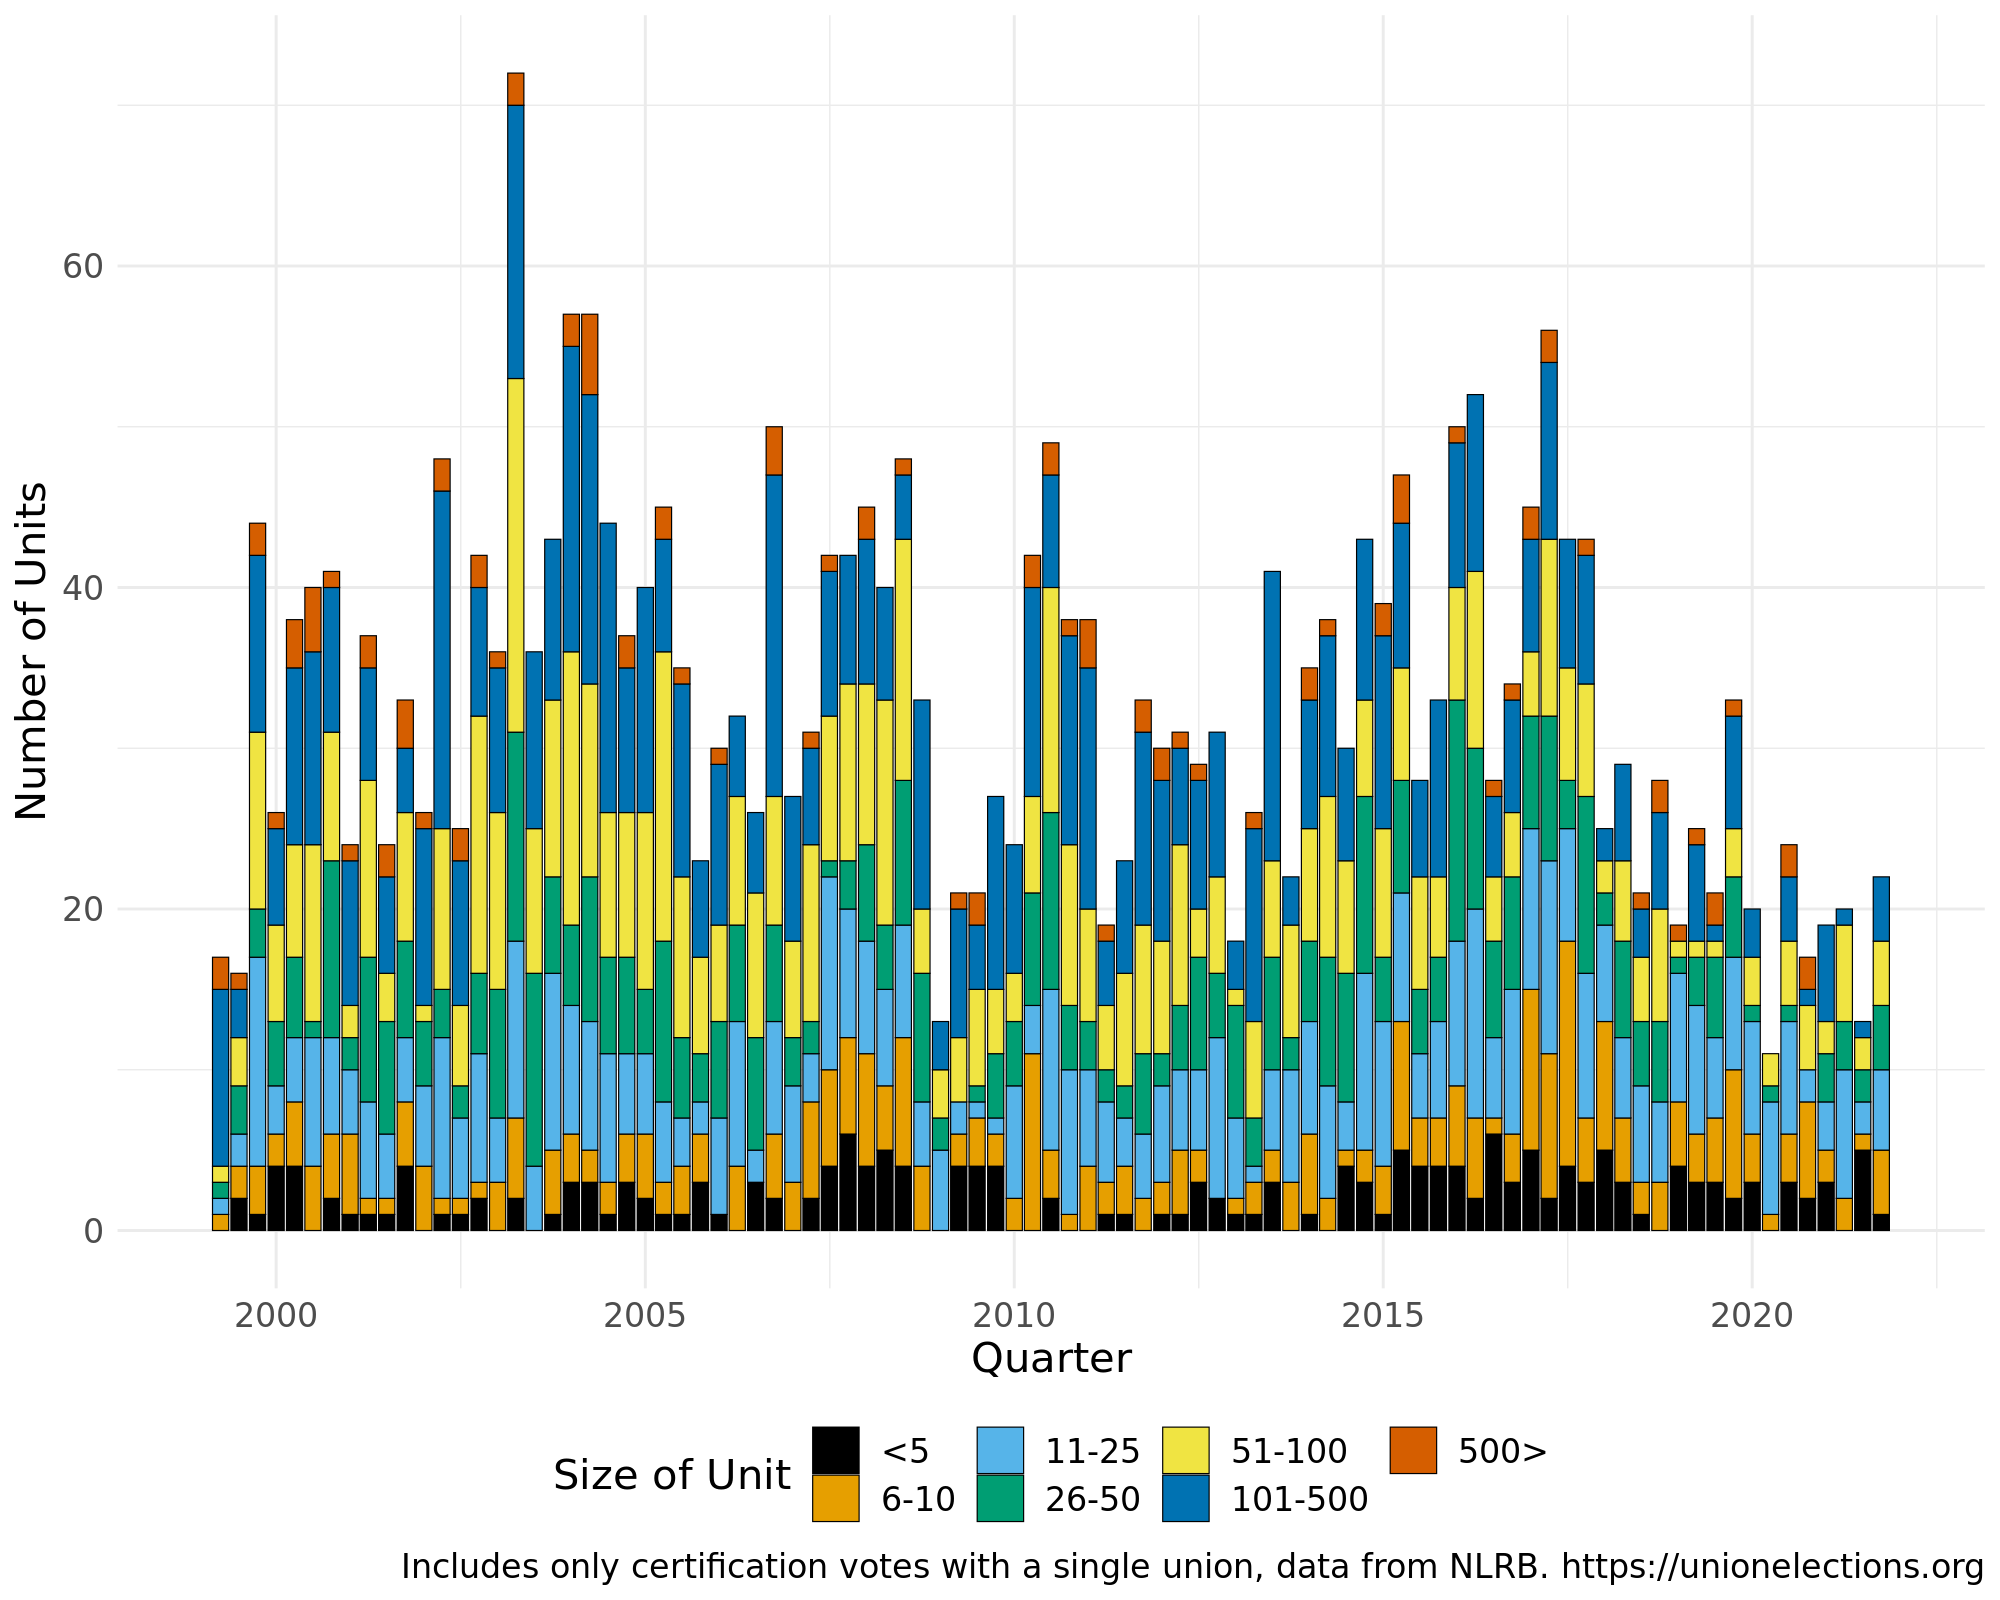 60
40
20
0
Number of Units
2000 2005 2010 2015 2020
Quarter
Size of Unit
<5 11-25 51-100 500>
6-10 26-50 101-500
Includes only certification votes with a single union, data from NLRB. https://unionelections.org